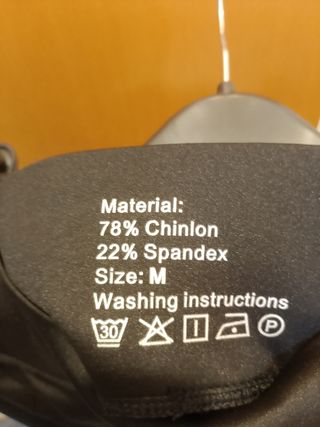 Material:
78% Chinlon
22% Spandex
Size: M
Washing instructions
30 P